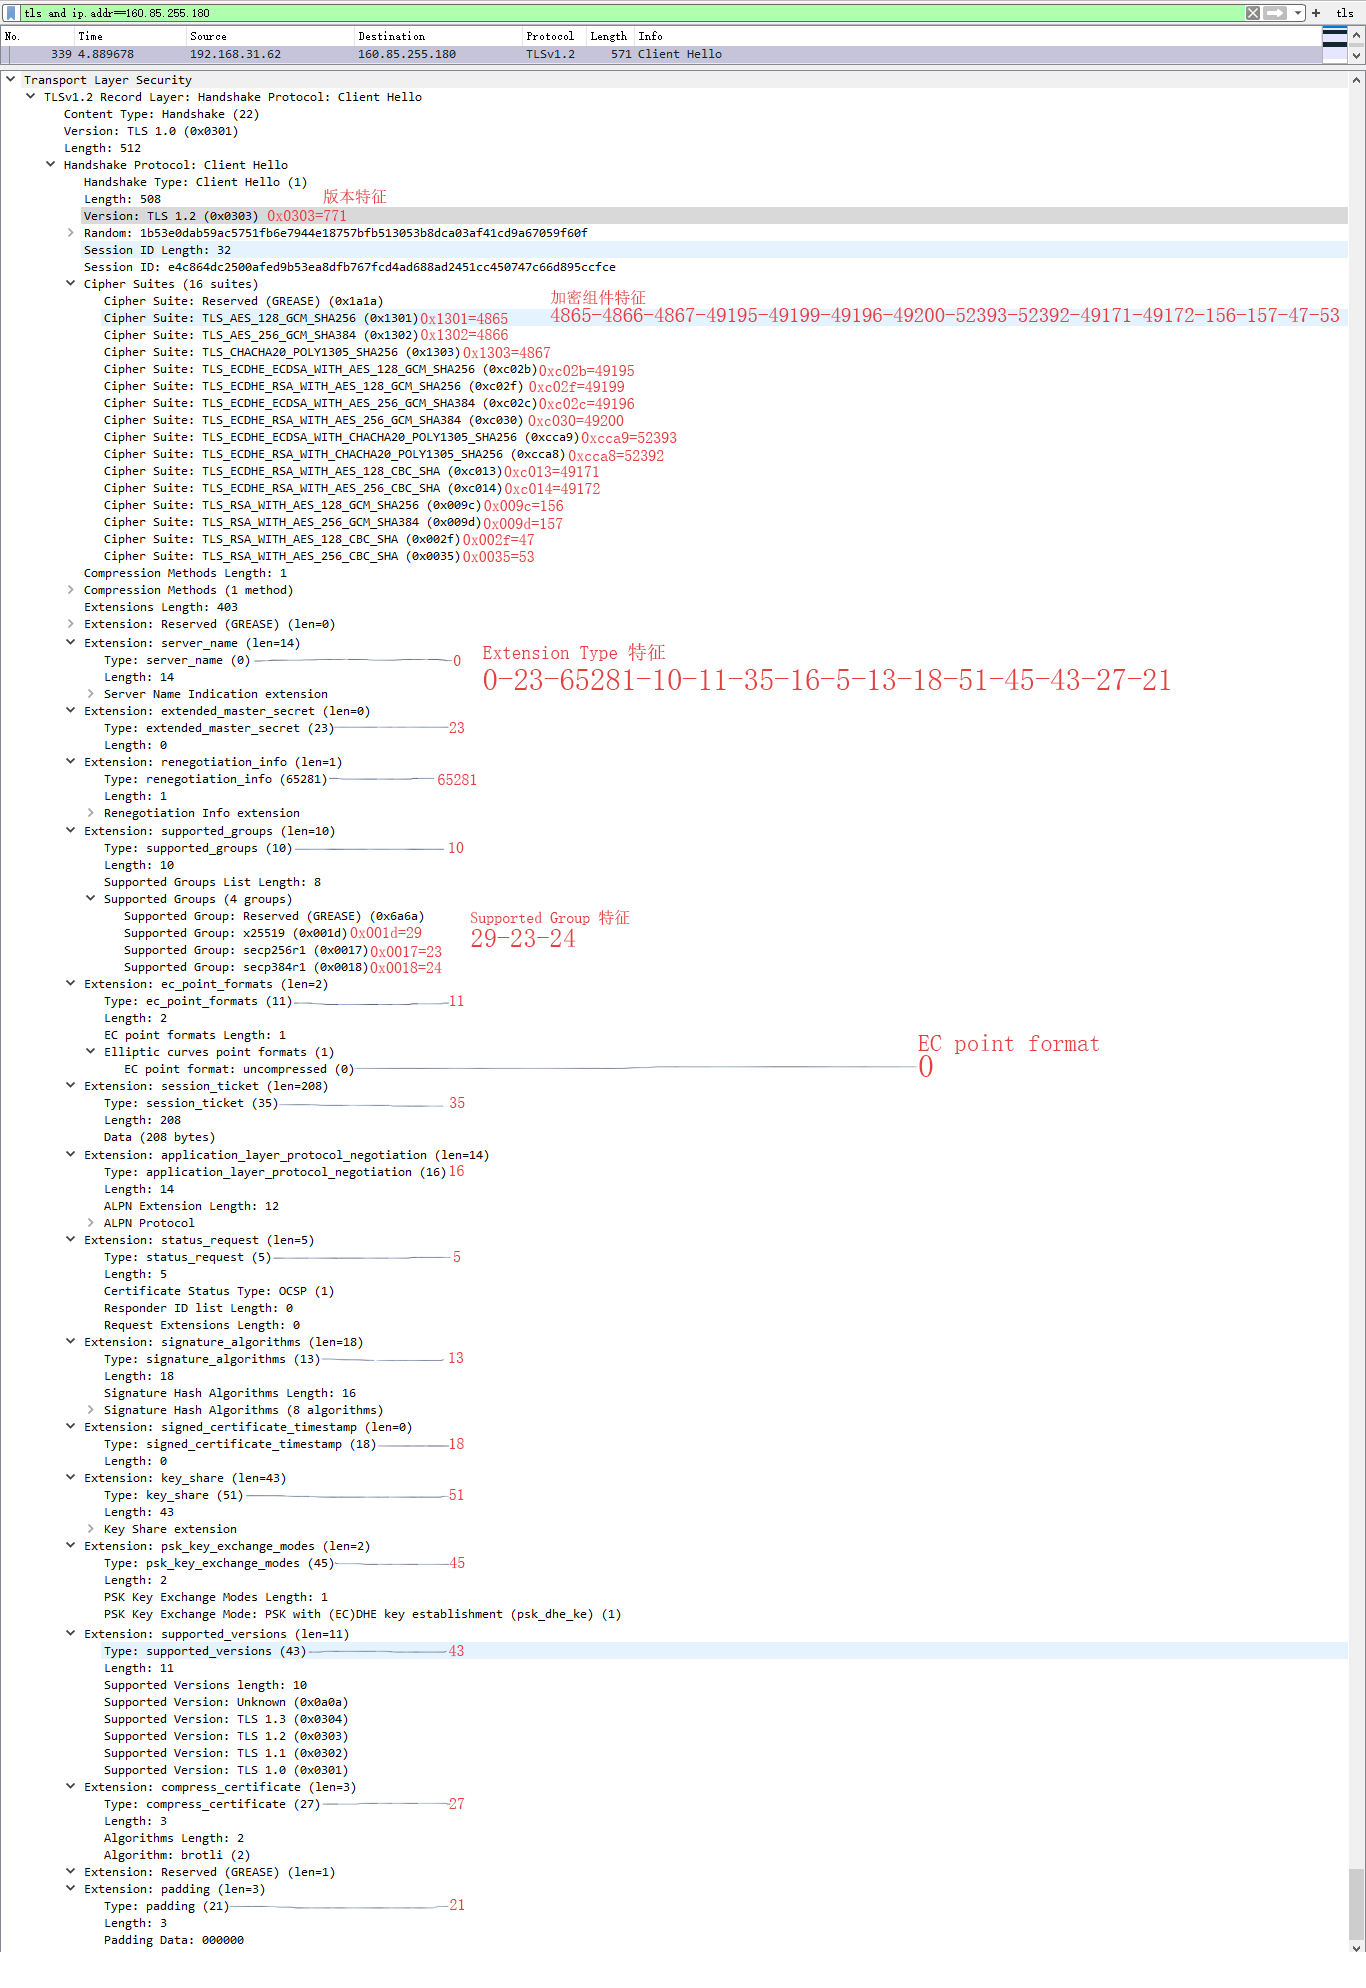 tls and ip.addr==160.85.255.180 + tls
No. Time Source Destination Protocol Length Info
339 4.889678 192.168.31.62 160.85.255.180 TLSv1.2 571 Client Hello
Transport Layer Security
TLSv1.2 Record Layer: Handshake Protocol: Client Hello
Content Type: Handshake (22)
Version: TLS 1.0 (0x0301)
Length: 512
Handshake Protocol: Client Hello
Handshake Type: Client Hello (1)
Length: 508 版本特征
Version: TLS 1.2 (0x0303) 0x0303=771
Random: 1b53e0dab59ac5751fb6e7944e18757bfb513053b8dca03af41cd9a67059f60f
Session ID Length: 32
Session ID: e4c864dc2500afed9b53ea8dfb767fcd4ad688ad2451cc450747c66d895ccfce
Cipher Suites (16 suites)
Cipher Suite: Reserved (GREASE) (0x1a1a) 加密组件特征
Cipher Suite: TLS_AES_128_GCM_SHA256 (0x1301) 0x1301=4865 4865-4866-4867-49195-49199-49196-49200-52393-52392-49171-49172-156-157-47-53
Cipher Suite: TLS_AES_256_GCM_SHA384 (0x1302) 0x1302=4866
Cipher Suite: TLS_CHACHA20_POLY1305_SHA256 (0x1303) 0x1303=4867
Cipher Suite: TLS_ECDHE_ECDSA_WITH_AES_128_GCM_SHA256 (0xc02b) 0xc02b=49195
Cipher Suite: TLS_ECDHE_RSA_WITH_AES_128_GCM_SHA256 (0xc02f) 0xc02f=49199
Cipher Suite: TLS_ECDHE_ECDSA_WITH_AES_256_GCM_SHA384 (0xc02c) 0xc02c=49196
Cipher Suite: TLS_ECDHE_RSA_WITH_AES_256_GCM_SHA384 (0xc030) 0xc030=49200
Cipher Suite: TLS_ECDHE_ECDSA_WITH_CHACHA20_POLY1305_SHA256 (0xcca9) 0xcca9=52393
Cipher Suite: TLS_ECDHE_RSA_WITH_CHACHA20_POLY1305_SHA256 (0xcca8) 0xcca8=52392
Cipher Suite: TLS_ECDHE_RSA_WITH_AES_128_CBC_SHA (0xc013) 0xc013=49171
Cipher Suite: TLS_ECDHE_RSA_WITH_AES_256_CBC_SHA (0xc014) 0xc014=49172
Cipher Suite: TLS_RSA_WITH_AES_128_GCM_SHA256 (0x009c) 0x009c=156
Cipher Suite: TLS_RSA_WITH_AES_256_GCM_SHA384 (0x009d) 0x009d=157
Cipher Suite: TLS_RSA_WITH_AES_128_CBC_SHA (0x002f) 0x002f=47
Cipher Suite: TLS_RSA_WITH_AES_256_CBC_SHA (0x0035) 0x0035=53
Compression Methods Length: 1
Compression Methods (1 method)
Extensions Length: 403
Extension: Reserved (GREASE) (len=0)
Extension: server_name (len=14) Extension Type 特征
Type: server_name (0) 0
Length: 14 0-23-65281-10-11-35-16-5-13-18-51-45-43-27-21
Server Name Indication extension
Extension: extended_master_secret (len=0)
Type: extended_master_secret (23) 23
Length: 0
Extension: renegotiation_info (len=1)
Type: renegotiation_info (65281) 65281
Length: 1
Renegotiation Info extension
Extension: supported_groups (len=10)
Type: supported_groups (10) 10
Length: 10
Supported Groups List Length: 8
Supported Groups (4 groups)
Supported Group: Reserved (GREASE) (0x6a6a) Supported Group 特征
Supported Group: x25519 (0x001d) 0x001d=29 29-23-24
Supported Group: secp256r1 (0x0017) 0x0017=23
Supported Group: secp384r1 (0x0018) 0x0018=24
Extension: ec_point_formats (len=2)
Type: ec_point_formats (11) 11
Length: 2
EC point formats Length: 1 EC point format
Elliptic curves point formats (1)
EC point format: uncompressed (0) 0
Extension: session_ticket (len=208)
Type: session_ticket (35) 35
Length: 208
Data (208 bytes)
Extension: application_layer_protocol_negotiation (len=14)
Type: application_layer_protocol_negotiation (16) 16
Length: 14
ALPN Extension Length: 12
ALPN Protocol
Extension: status_request (len=5)
Type: status_request (5) 5
Length: 5
Certificate Status Type: OCSP (1)
Responder ID list Length: 0
Request Extensions Length: 0
Extension: signature_algorithms (len=18)
Type: signature_algorithms (13) 13
Length: 18
Signature Hash Algorithms Length: 16
Signature Hash Algorithms (8 algorithms)
Extension: signed_certificate_timestamp (len=0)
Type: signed_certificate_timestamp (18) 18
Length: 0
Extension: key_share (len=43)
Type: key_share (51) 51
Length: 43
Key Share extension
Extension: psk_key_exchange_modes (len=2)
Type: psk_key_exchange_modes (45) 45
Length: 2
PSK Key Exchange Modes Length: 1
PSK Key Exchange Mode: PSK with (EC)DHE key establishment (psk_dhe_ke) (1)
Extension: supported_versions (len=11)
Type: supported_versions (43) 43
Length: 11
Supported Versions length: 10
Supported Version: Unknown (0x0a0a)
Supported Version: TLS 1.3 (0x0304)
Supported Version: TLS 1.2 (0x0303)
Supported Version: TLS 1.1 (0x0302)
Supported Version: TLS 1.0 (0x0301)
Extension: compress_certificate (len=3)
Type: compress_certificate (27) 27
Length: 3
Algorithms Length: 2
Algorithm: brotli (2)
Extension: Reserved (GREASE) (len=1)
Extension: padding (len=3)
Type: padding (21) 21
Length: 3
Padding Data: 000000